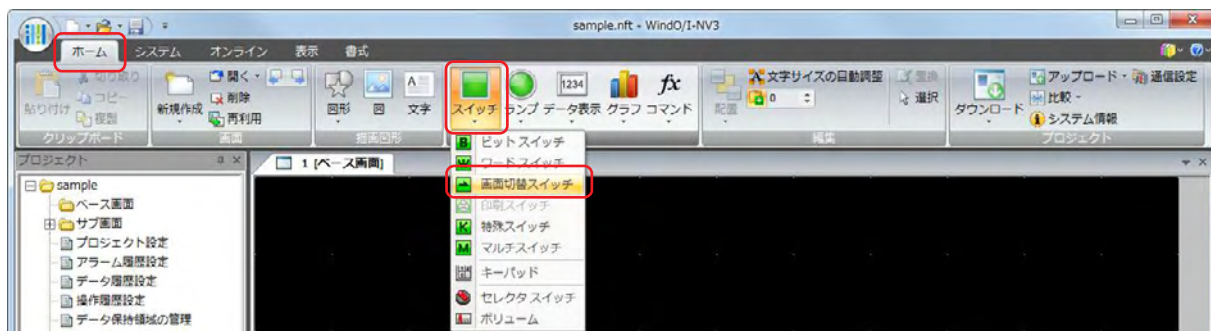 sample.nft - WindO/I-NV3
ホーム システム オンライン 表示 書式
貼り付け 切り取り コピー 複製 クリップボード
新規作成 開く 削除 再利用 画面
図形 図 文字 描画図形
スイッチ ランプ データ表示 グラフ コマンド
配置 文字サイズの自動調整 0 置換 選択 編集
ダウンロード アップロード 比較 システム情報 通信設定 プロジェクト
プロジェクト
1 [ベース画面]
sample
ベース画面
サブ画面
プロジェクト設定
アラーム履歴設定
データ履歴設定
操作履歴設定
データ保持領域の管理
ビットスイッチ
ワードスイッチ
画面切替スイッチ
印刷スイッチ
特殊スイッチ
マルチスイッチ
キーパッド
セレクタスイッチ
ボリューム